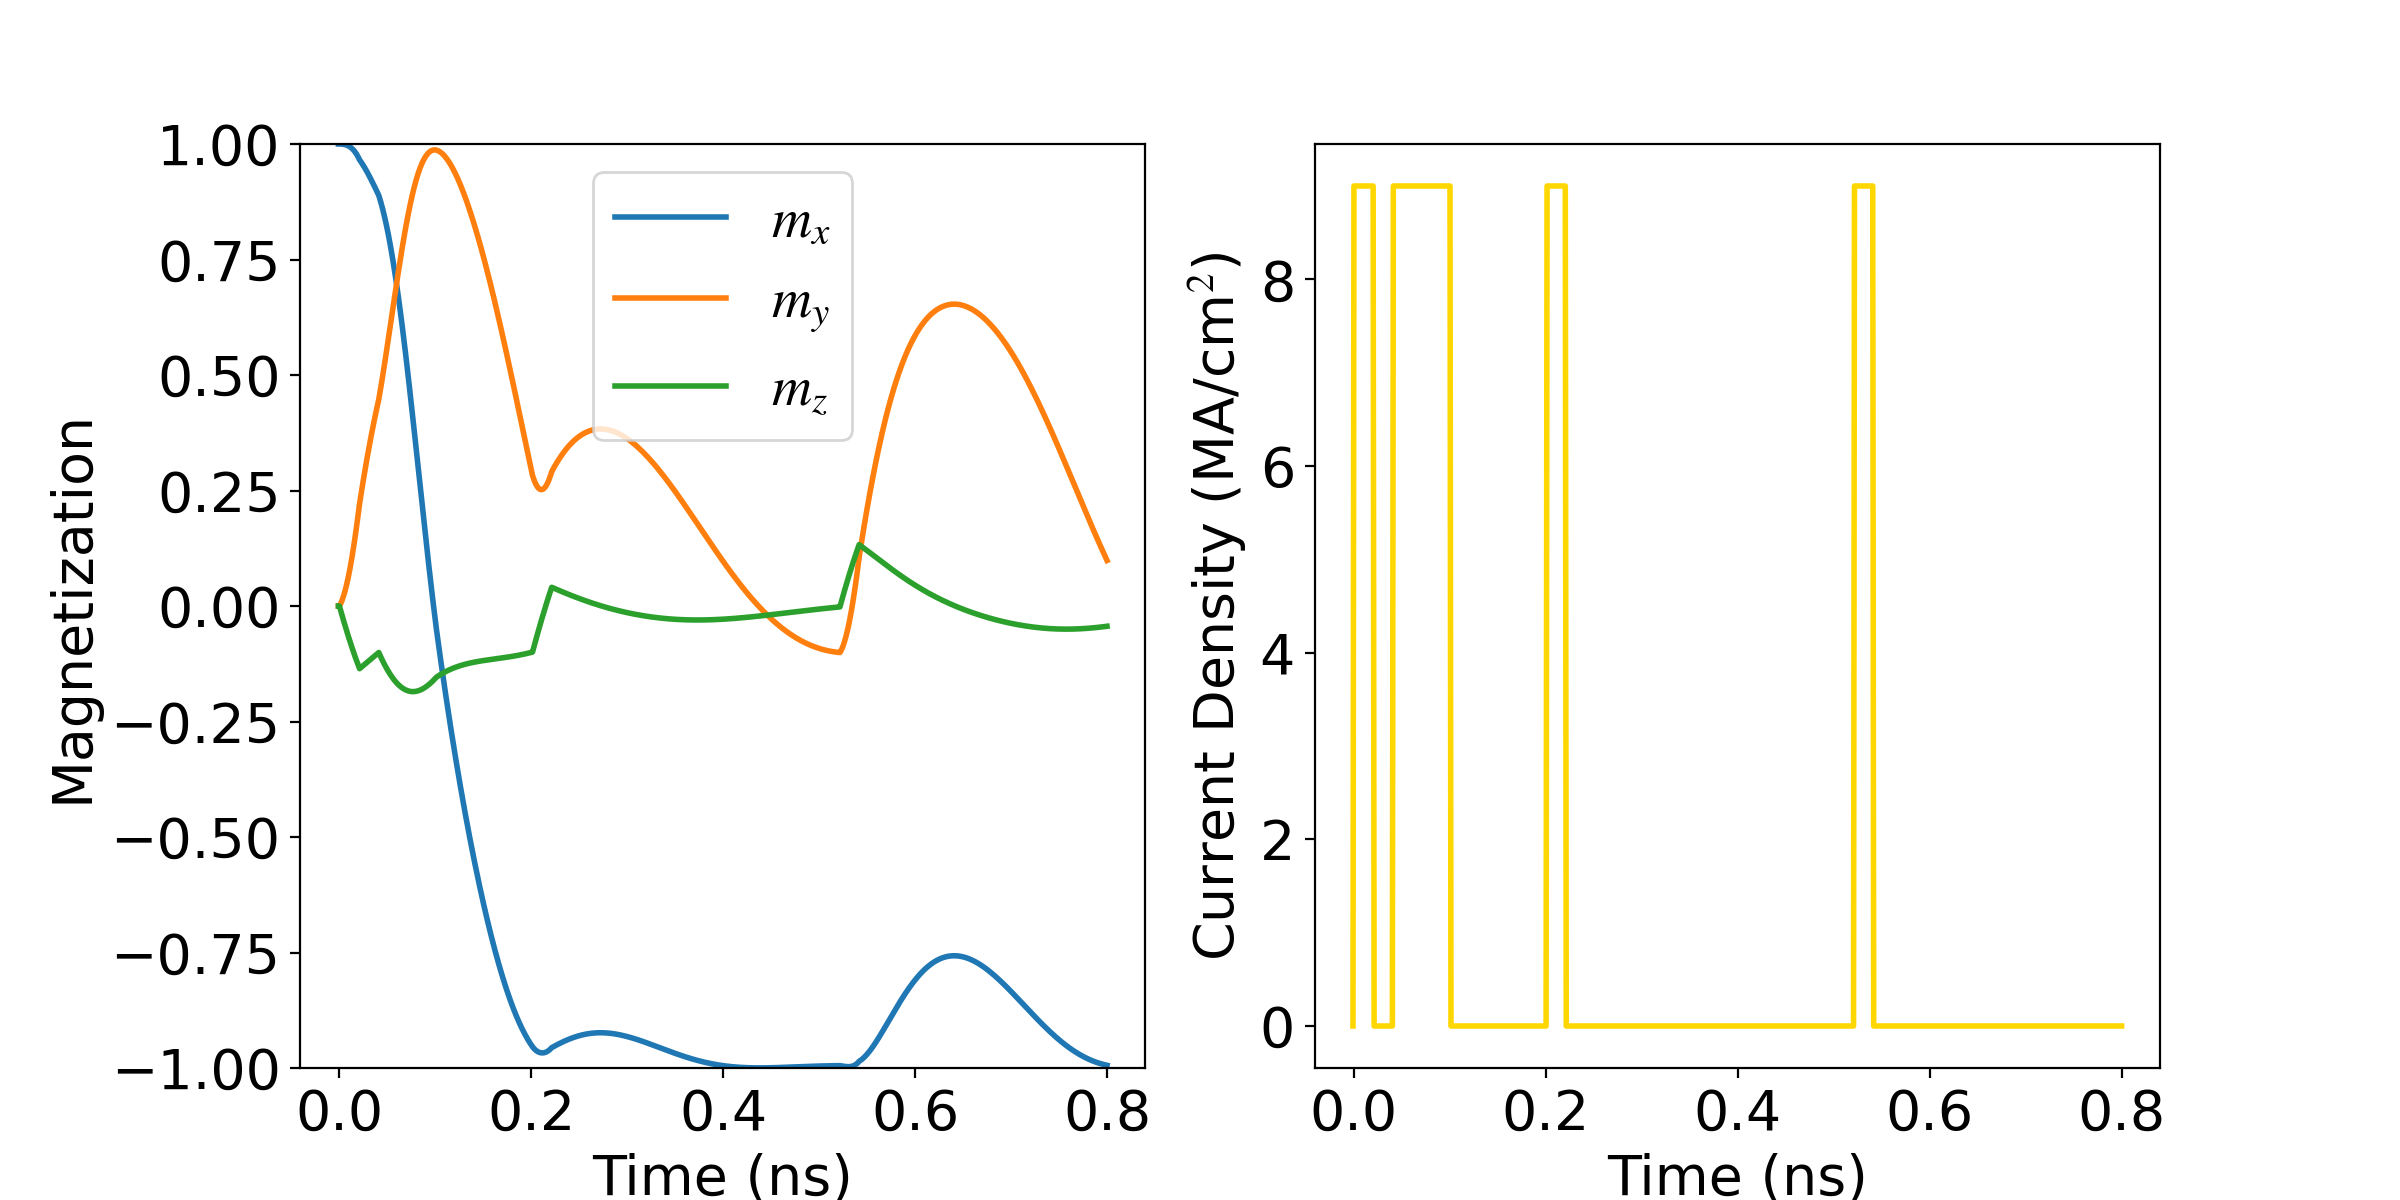 1.00
0.75
0.50
0.25
0.00
−0.25
−0.50
−0.75
−1.00
Magnetization
0.0 0.2 0.4 0.6 0.8
Time (ns)
m_x
m_y
m_z
8
6
4
2
0
Current Density (MA/cm²)
0.0 0.2 0.4 0.6 0.8
Time (ns)